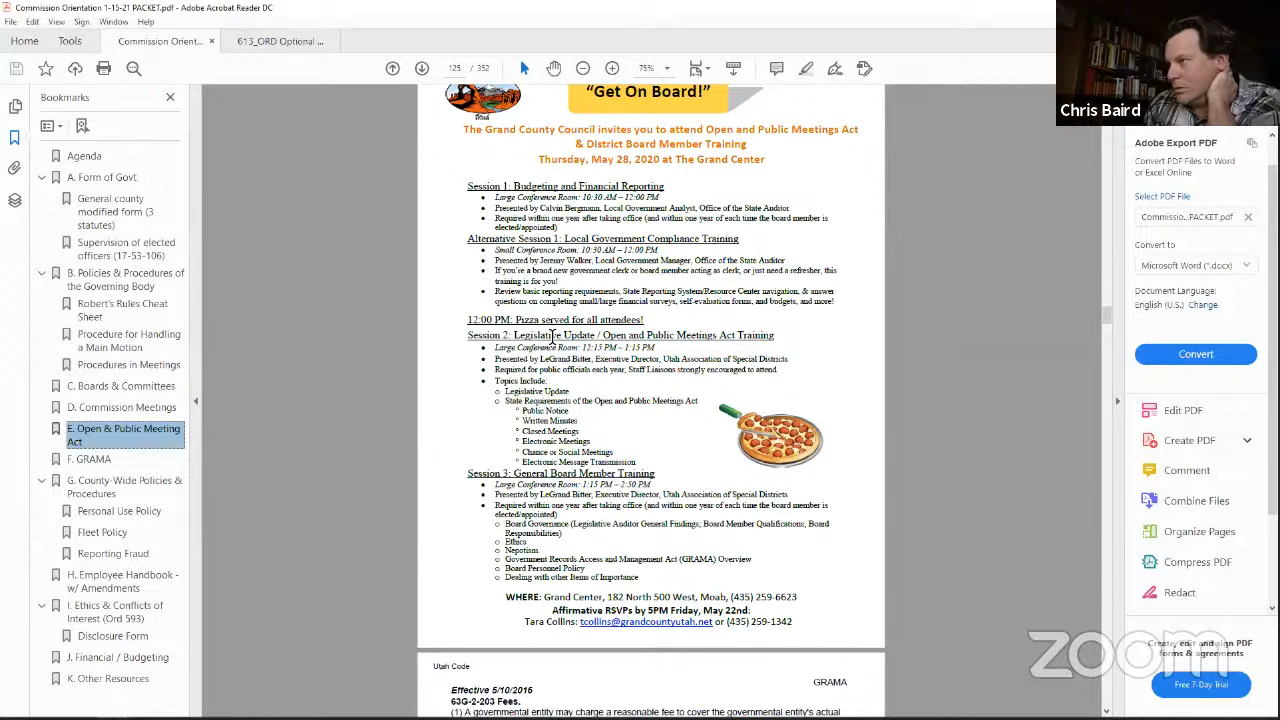 Commission Orientation 1-15-21 PACKET.pdf - Adobe Acrobat Reader DC
File Edit View Sign Window Help
Home Tools Commission Orient... × 613_ORD Optional ... ×
125 / 352 75%
Chris Baird
Bookmarks
Agenda
A. Form of Govt
General county
modified form (3
statutes)
Supervision of elected
officers (17-53-106)
B. Policies & Procedures
of the Governing Body
Robert's Rules Cheat
Sheet
Procedure for Handling
a Main Motion
Procedures in Meetings
C. Boards & Committees
D. Commission Meetings
E. Open & Public Meeting
Act
F. GRAMA
G. County-Wide Policies &
Procedures
Personal Use Policy
Fleet Policy
Reporting Fraud
H. Employee Handbook -
w/ Amendments
I. Ethics & Conflicts of
Interest (Ord 593)
Disclosure Form
J. Financial / Budgeting
K. Other Resources
Utah
“Get On Board!”
The Grand County Council invites you to attend Open and Public Meetings Act
& District Board Member Training
Thursday, May 28, 2020 at The Grand Center
Session 1: Budgeting and Financial Reporting
• Large Conference Room: 10:30 AM – 12:00 PM
• Presented by Calvin Bergmann, Local Government Analyst, Office of the State Auditor
• Required within one year after taking office (and within one year of each time the board member is
elected/appointed)
Alternative Session 1: Local Government Compliance Training
• Small Conference Room: 10:30 AM – 12:00 PM
• Presented by Jeremy Walker, Local Government Manager, Office of the State Auditor
• If you're a brand new government clerk or board member acting as clerk, or just need a refresher, this
training is for you!
• Review basic reporting requirements, State Reporting System/Resource Center navigation, & answer
questions on completing small/large financial surveys, self-evaluation forms, and budgets, and more!
12:00 PM: Pizza served for all attendees!
Session 2: Legislative Update / Open and Public Meetings Act Training
• Large Conference Room: 12:15 PM – 1:15 PM
• Presented by LeGrand Bitter, Executive Director, Utah Association of Special Districts
• Required for public officials each year, Staff Liaisons strongly encouraged to attend
• Topics Include:
o Legislative Update
o State Requirements of the Open and Public Meetings Act
° Public Notice
° Written Minutes
° Closed Meetings
° Electronic Meetings
° Chance or Social Meetings
° Electronic Message Transmission
Session 3: General Board Member Training
• Large Conference Room: 1:15 PM – 2:50 PM
• Presented by LeGrand Bitter, Executive Director, Utah Association of Special Districts
• Required within one year after taking office (and within one year of each time the board member is
elected/appointed)
o Board Governance (Legislative Auditor General Findings; Board Member Qualifications; Board
Responsibilities)
o Ethics
o Nepotism
o Government Records Access and Management Act (GRAMA) Overview
o Board Personnel Policy
o Dealing with other Items of Importance
WHERE: Grand Center, 182 North 500 West, Moab, (435) 259-6623
Affirmative RSVPs by 5PM Friday, May 22nd:
Tara Collins: tcollins@grandcountyutah.net or (435) 259-1342
Utah Code
GRAMA
Effective 5/10/2016
63G-2-203 Fees.
(1) A governmental entity may charge a reasonable fee to cover the governmental entity's actual
Adobe Export PDF
Convert PDF Files to Word
or Excel Online
Select PDF File
Commissio...PACKET.pdf ×
Convert to
Microsoft Word (*.docx)
Document Language:
English (U.S.) Change
Convert
Edit PDF
Create PDF
Comment
Combine Files
Organize Pages
Compress PDF
Redact
Create, edit and sign PDF
forms & agreements
Free 7-Day Trial
zoom